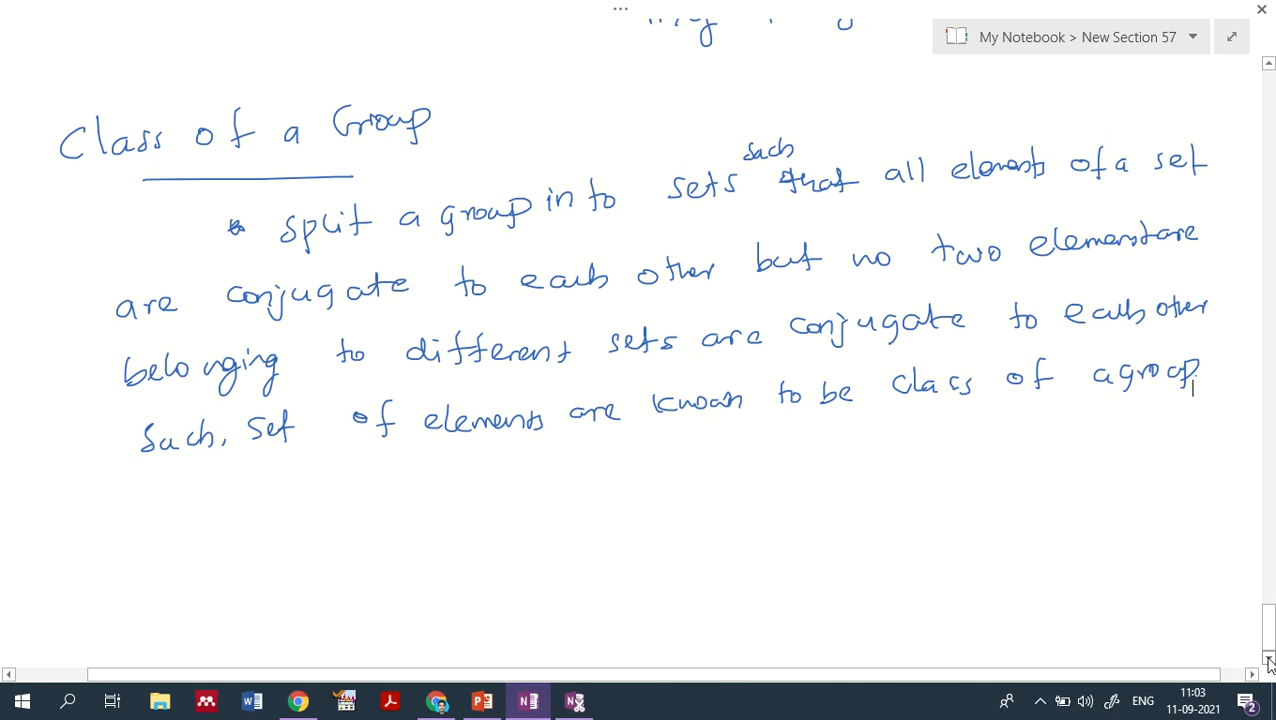 My Notebook > New Section 57
Class of a Group
such
* split a group in to sets that all elements of a set
are conjugate to each other but no two elements are
belonging to different sets are conjugate to each other
Such, Set of elements are known to be class of a group
ENG
11:03
11-09-2021
2